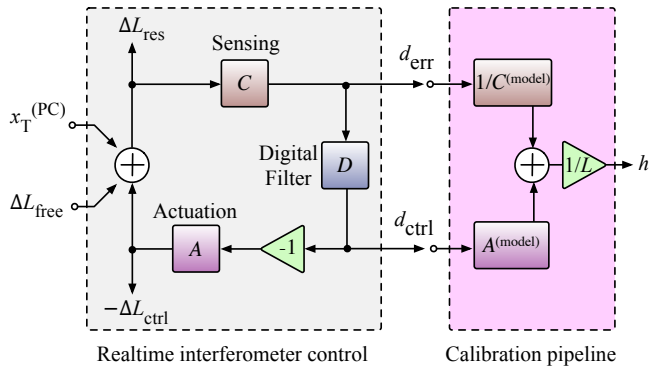 ΔL_res
Sensing
C
d_err
1/C^(model)
x_T^(PC)
+
Digital
Filter
D
+
1/L
h
ΔL_free
Actuation
A
-1
d_ctrl
A^(model)
−ΔL_ctrl
Realtime interferometer control
Calibration pipeline